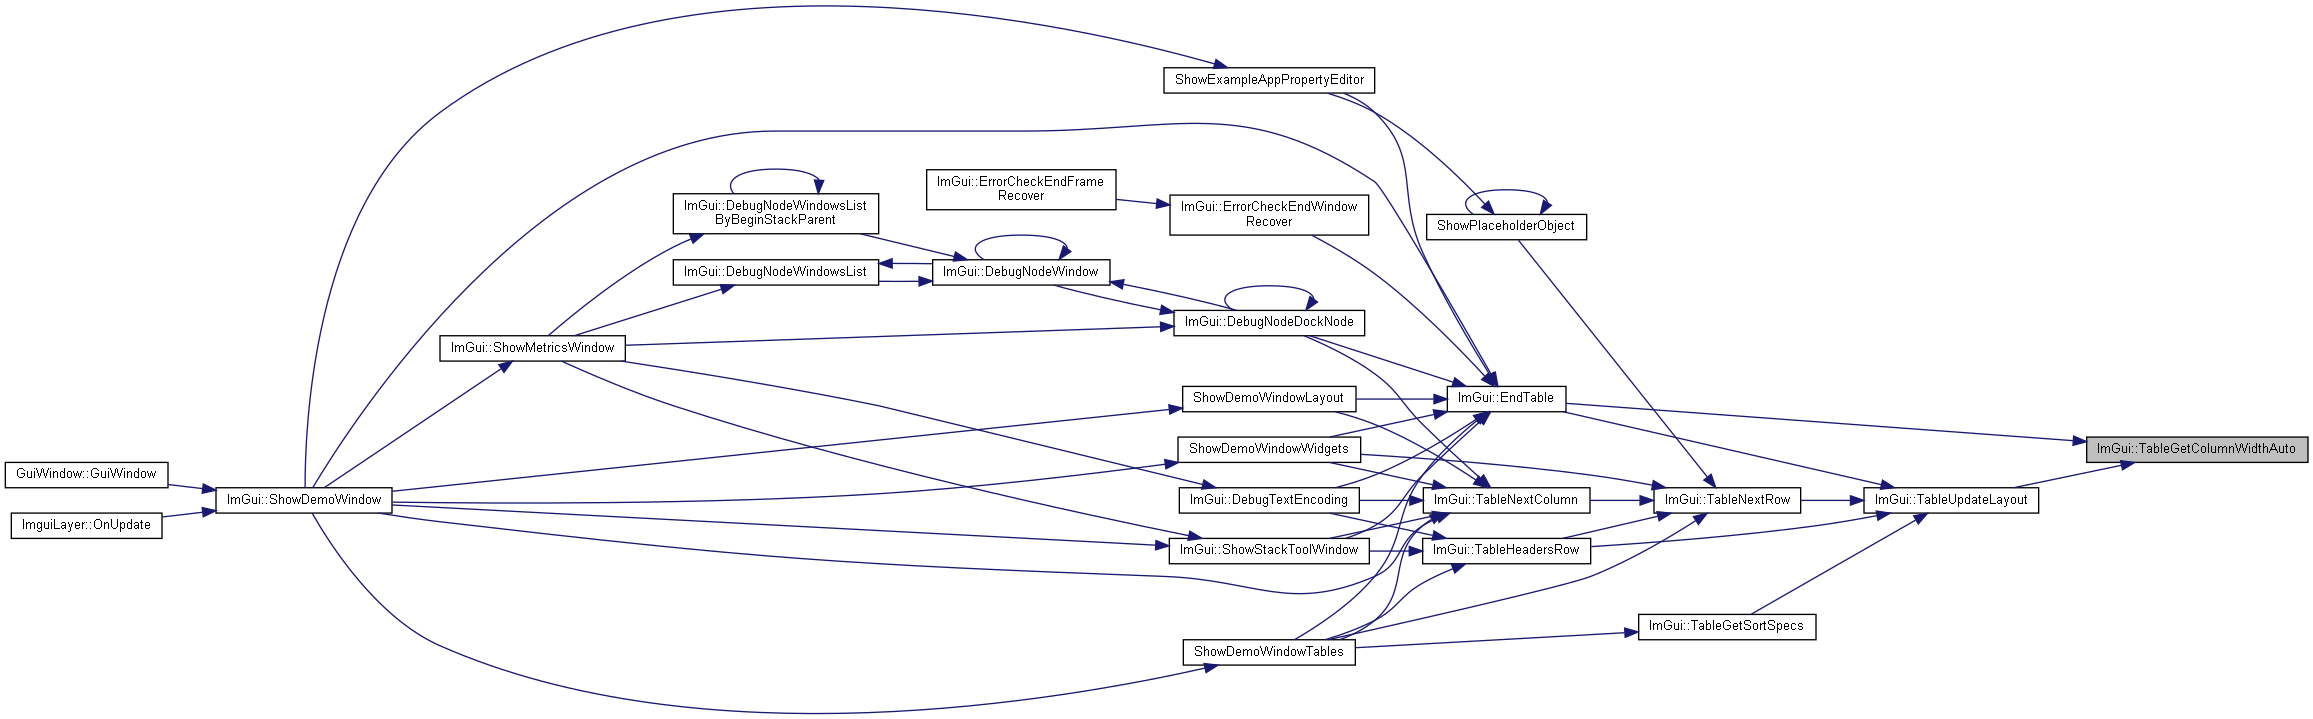 ShowExampleAppPropertyEditor
ImGui::ErrorCheckEndFrame
Recover
ImGui::DebugNodeWindowsList
ByBeginStackParent
ImGui::ErrorCheckEndWindow
Recover
ShowPlaceholderObject
ImGui::DebugNodeWindowsList
ImGui::DebugNodeWindow
ImGui::DebugNodeDockNode
ImGui::ShowMetricsWindow
ShowDemoWindowLayout
ImGui::EndTable
ShowDemoWindowWidgets
ImGui::TableGetColumnWidthAuto
GuiWindow::GuiWindow
ImGui::ShowDemoWindow
ImGui::DebugTextEncoding
ImGui::TableNextColumn
ImGui::TableNextRow
ImGui::TableUpdateLayout
ImguiLayer::OnUpdate
ImGui::ShowStackToolWindow
ImGui::TableHeadersRow
ImGui::TableGetSortSpecs
ShowDemoWindowTables